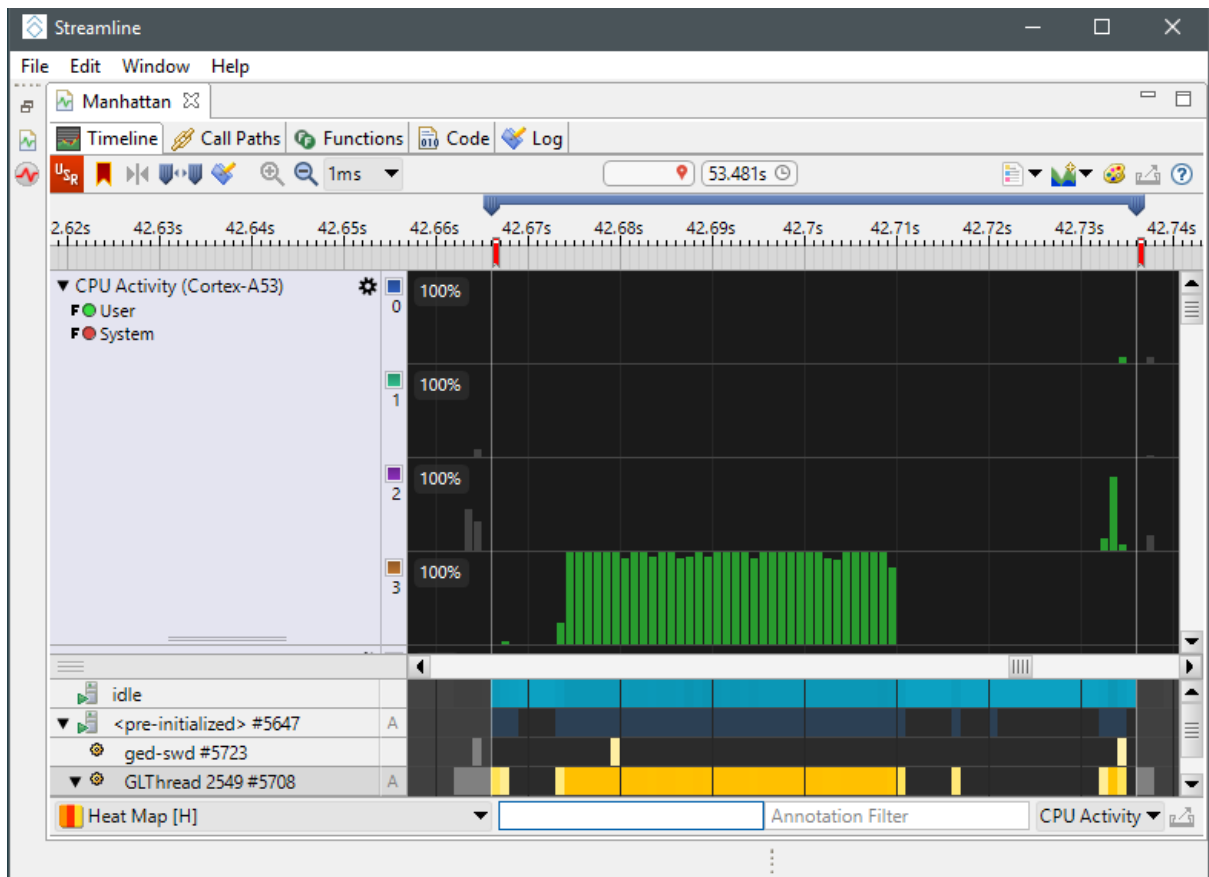 Streamline
File Edit Window Help
Manhattan
Timeline Call Paths Functions Code Log
USR 1ms 53.481s
2.62s 42.63s 42.64s 42.65s 42.66s 42.67s 42.68s 42.69s 42.7s 42.71s 42.72s 42.73s 42.74s
CPU Activity (Cortex-A53)
F User
F System
0 100%
1 100%
2 100%
3 100%
idle
<pre-initialized> #5647 A
ged-swd #5723
GLThread 2549 #5708 A
Heat Map [H] Annotation Filter CPU Activity